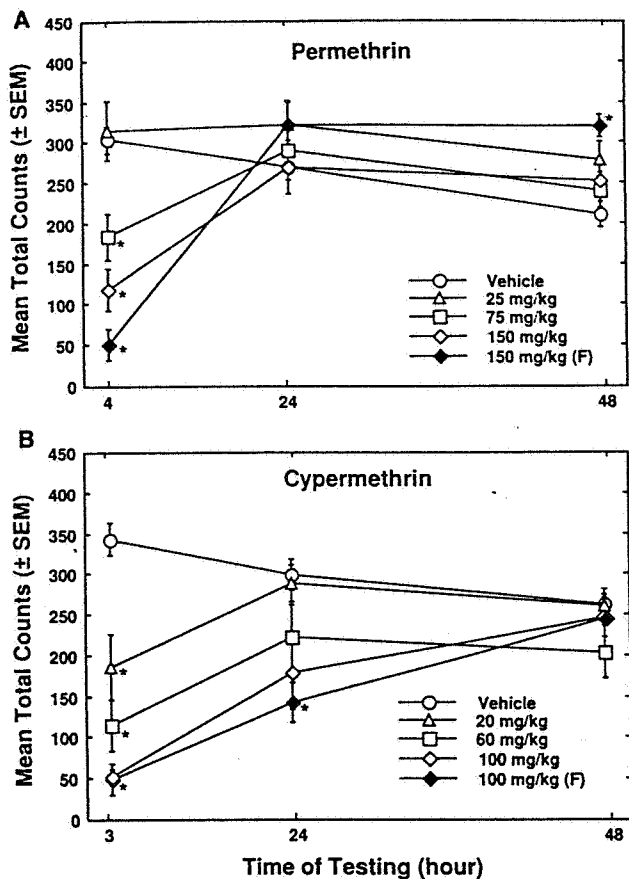 A
Permethrin
Mean Total Counts (± SEM)
450
400
350
300
250
200
150
100
50
0
*
*
*
*
Vehicle
25 mg/kg
75 mg/kg
150 mg/kg
150 mg/kg (F)
4
24
48
B
Cypermethrin
Mean Total Counts (± SEM)
450
400
350
300
250
200
150
100
50
0
*
*
*
*
Vehicle
20 mg/kg
60 mg/kg
100 mg/kg
100 mg/kg (F)
3
24
48
Time of Testing (hour)